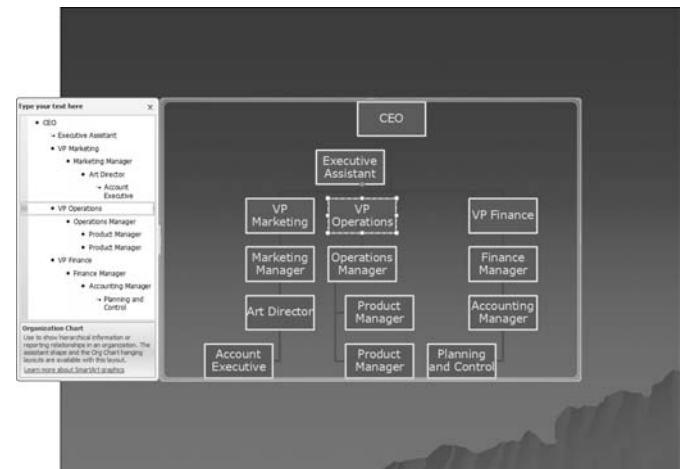 Type your text here
CEO
Executive Assistant
VP Marketing
Marketing Manager
Art Director
Account
Executive
VP Operations
Operations Manager
Product Manager
Product Manager
VP Finance
Finance Manager
Accounting Manager
Planning and
Control
Organization Chart
Use to show hierarchical information or
reporting relationships in an organization. The
assistant shape and the Org Chart hanging
layouts are available with this layout.
Learn more about SmartArt graphics
CEO
Executive
Assistant
VP
Marketing
VP
Operations
VP Finance
Marketing
Manager
Operations
Manager
Finance
Manager
Art Director
Product
Manager
Accounting
Manager
Account
Executive
Product
Manager
Planning
and Control